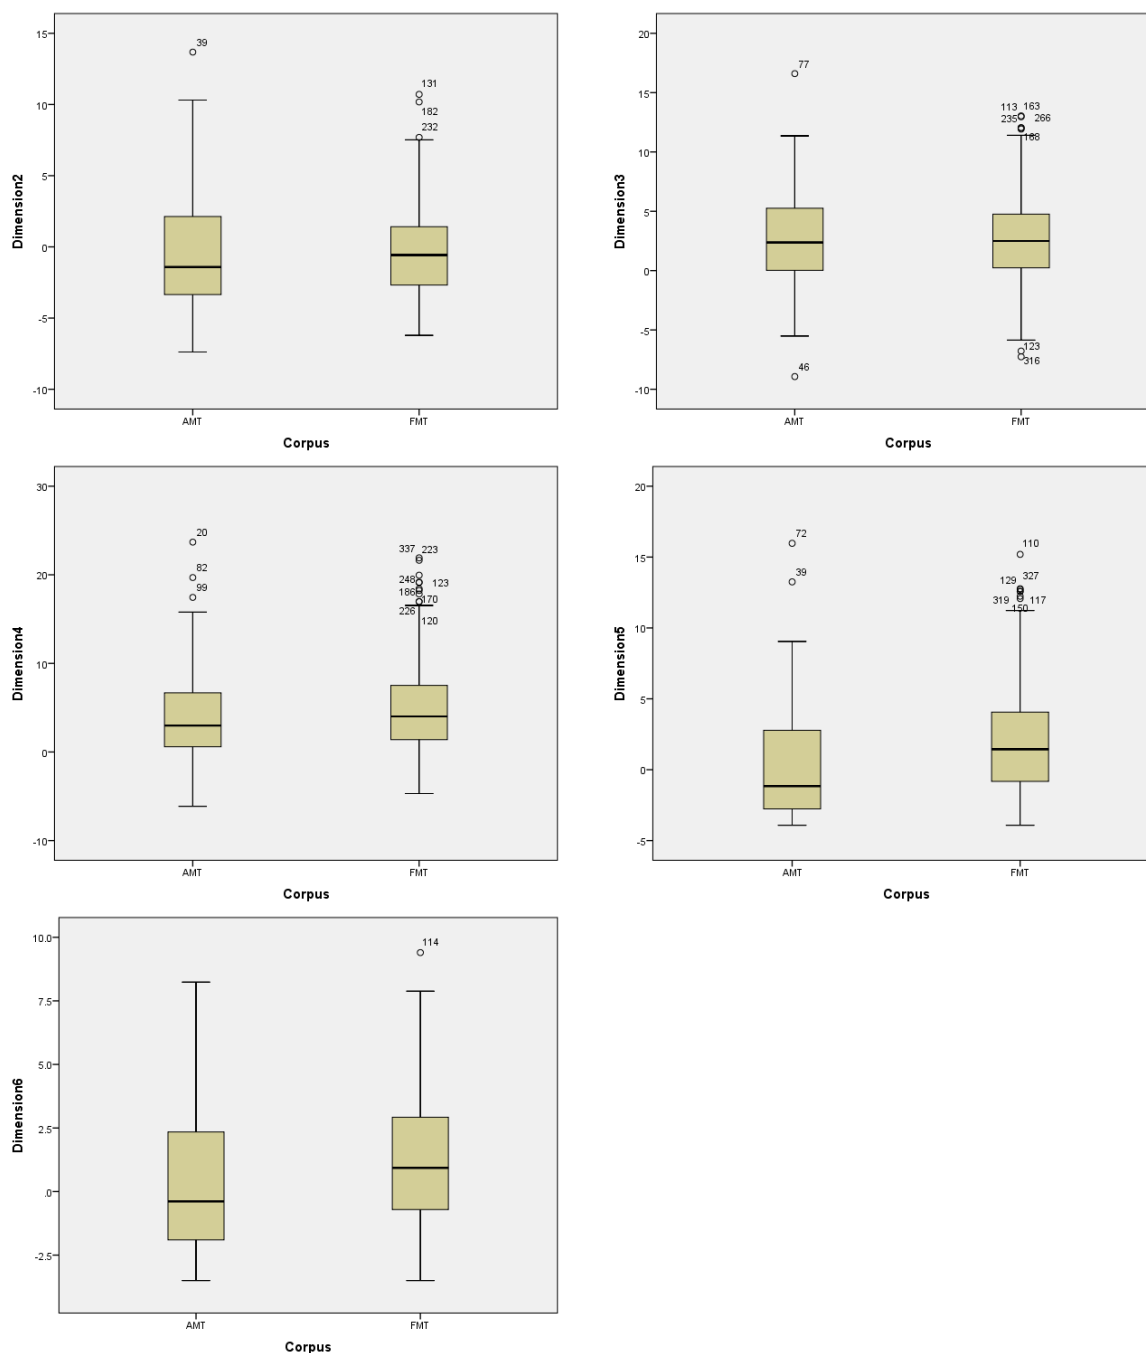 Dimension2
15
10
5
0
-5
-10
39
131
182
232
AMT
FMT
Corpus
Dimension3
20
15
10
5
0
-5
-10
77
46
113 163
235 266
168
123
316
AMT
FMT
Corpus
Dimension4
30
20
10
0
-10
20
82
99
337 223
248 123
186 170
226
120
AMT
FMT
Corpus
Dimension5
20
15
10
5
0
-5
72
39
110
129 327
319 117
150
AMT
FMT
Corpus
Dimension6
10.0
7.5
5.0
2.5
.0
-2.5
114
AMT
FMT
Corpus